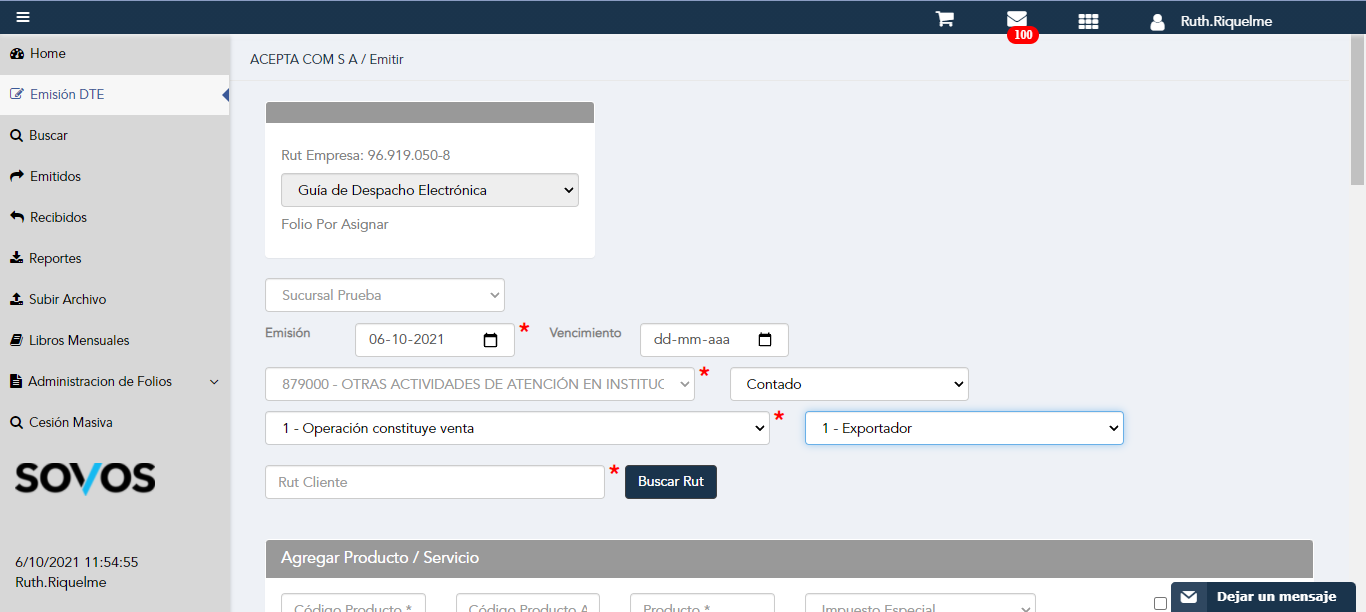 Ruth.Riquelme
100
Home
Emisión DTE
Buscar
Emitidos
Recibidos
Reportes
Subir Archivo
Libros Mensuales
Administracion de Folios
Cesión Masiva
SOVOS
6/10/2021 11:54:55
Ruth.Riquelme
ACEPTA COM S A / Emitir
Rut Empresa: 96.919.050-8
Guía de Despacho Electrónica
Folio Por Asignar
Sucursal Prueba
Emisión 06-10-2021 * Vencimiento dd-mm-aaa
879000 - OTRAS ACTIVIDADES DE ATENCIÓN EN INSTITUC * Contado
1 - Operación constituye venta * 1 - Exportador
Rut Cliente * Buscar Rut
Agregar Producto / Servicio
Código Producto * Código Producto A Producto * Impuesto Especial
Dejar un mensaje